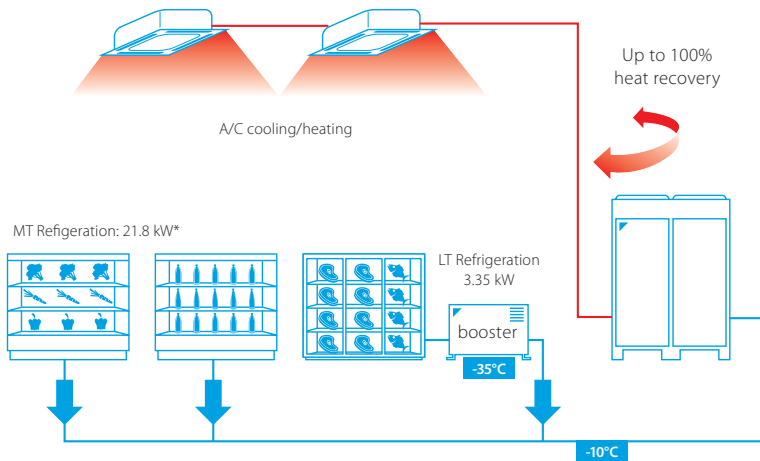 Up to 100%
heat recovery
A/C cooling/heating
MT Refigeration: 21.8 kW*
LT Refrigeration
3.35 kW
booster
-35°C
-10°C